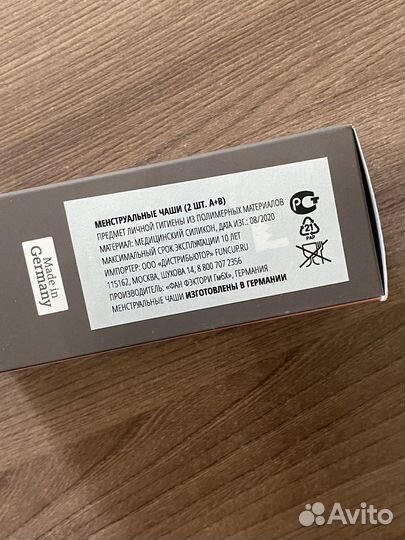 МЕНСТРУАЛЬНЫЕ ЧАШИ (2 ШТ. A+B)
ПРЕДМЕТ ЛИЧНОЙ ГИГИЕНЫ ИЗ ПОЛИМЕРНЫХ МАТЕРИАЛОВ
МАТЕРИАЛ: МЕДИЦИНСКИЙ СИЛИКОН, ДАТА ИЗГ.: 08/2020
МАКСИМАЛЬНЫЙ СРОК ЭКСПЛУАТАЦИИ 10 ЛЕТ
ИМПОРТЕР: ООО «ДИСТРИБЬЮТОР» FUNCUP.RU
115162, МОСКВА, ШУХОВА 14, 8 800 707 2356
ПРОИЗВОДИТЕЛЬ: «ФАН ФЭКТОРИ ГмбХ», ГЕРМАНИЯ
МЕНСТРУАЛЬНЫЕ ЧАШИ ИЗГОТОВЛЕНЫ В ГЕРМАНИИ
Made in
Germany
РСТ
21
PAP
Avito